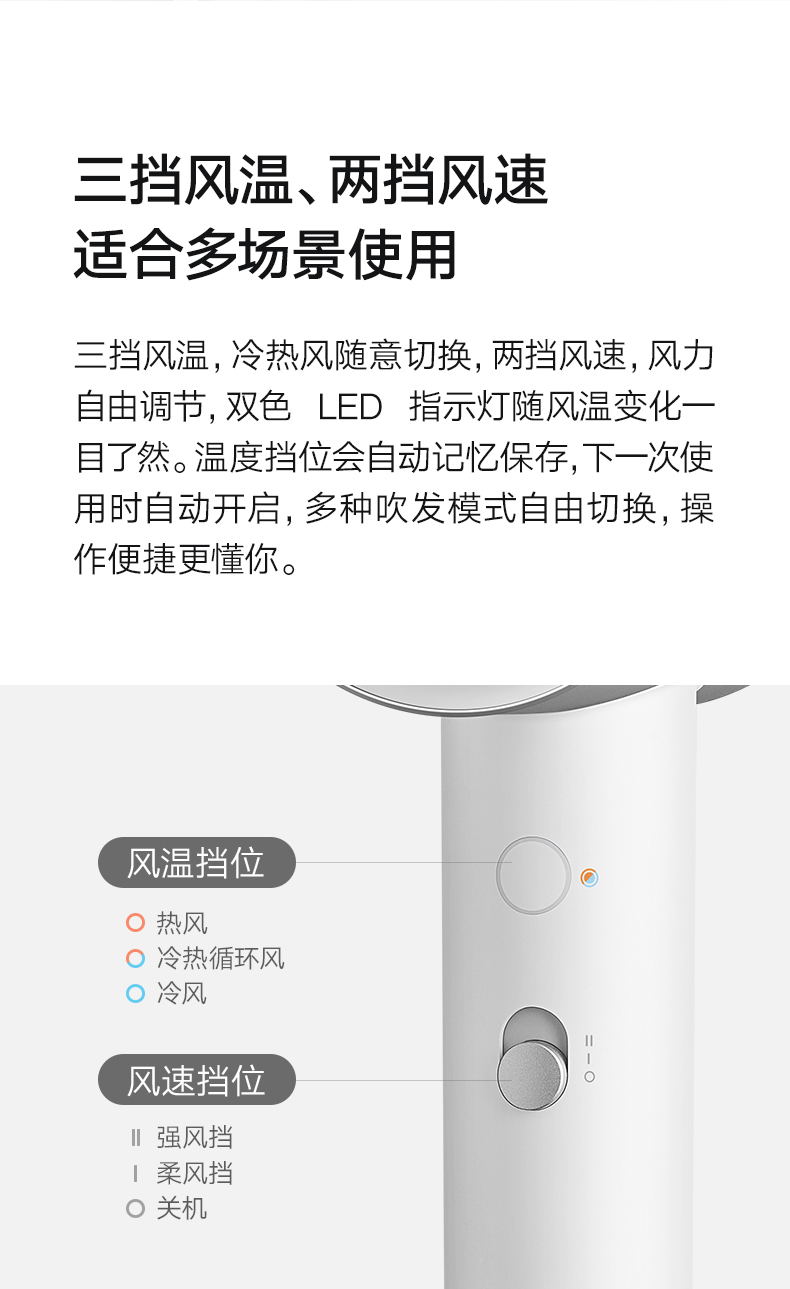 三挡风温、两挡风速
适合多场景使用
三挡风温，冷热风随意切换，两挡风速，风力
自由调节，双色 LED 指示灯随风温变化一
目了然。温度挡位会自动记忆保存，下一次使
用时自动开启，多种吹发模式自由切换，操
作便捷更懂你。
风温挡位
热风
冷热循环风
冷风
II
I
O
风速挡位
II 强风挡
I 柔风挡
O 关机